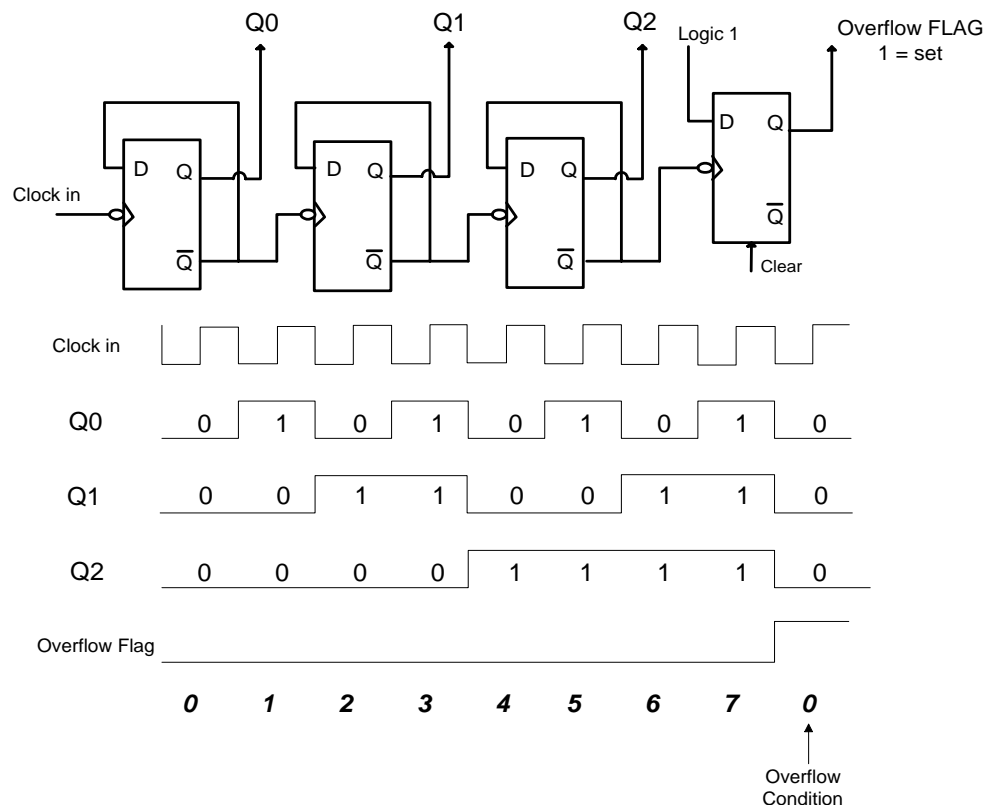 Q0
Q1
Q2
Logic 1
Overflow FLAG
1 = set
D Q
D Q
D Q
D Q
Clock in
Q̅
Q̅
Q̅
Q̅
Clear
Clock in
Q0 0 1 0 1 0 1 0 1 0
Q1 0 0 1 1 0 0 1 1 0
Q2 0 0 0 0 1 1 1 1 0
Overflow Flag
0 1 2 3 4 5 6 7 0
Overflow
Condition